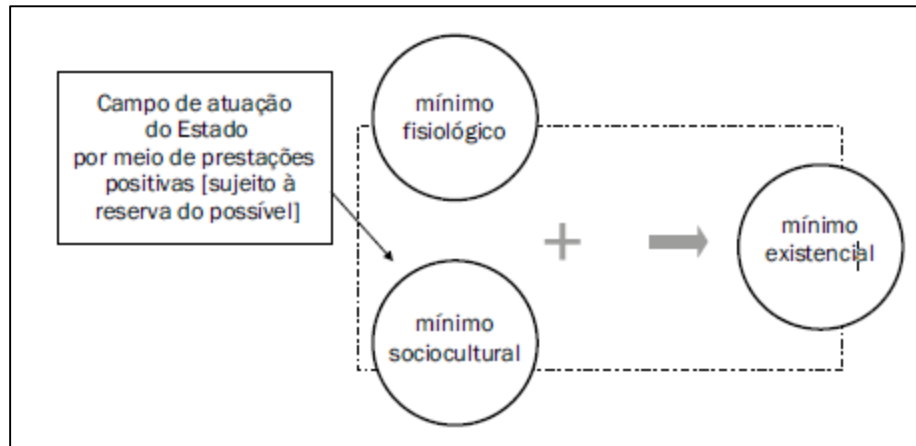 Campo de atuação
do Estado
por meio de prestações
positivas [sujeito à
reserva do possível]
mínimo
fisiológico
+
mínimo
existencial
mínimo
sociocultural